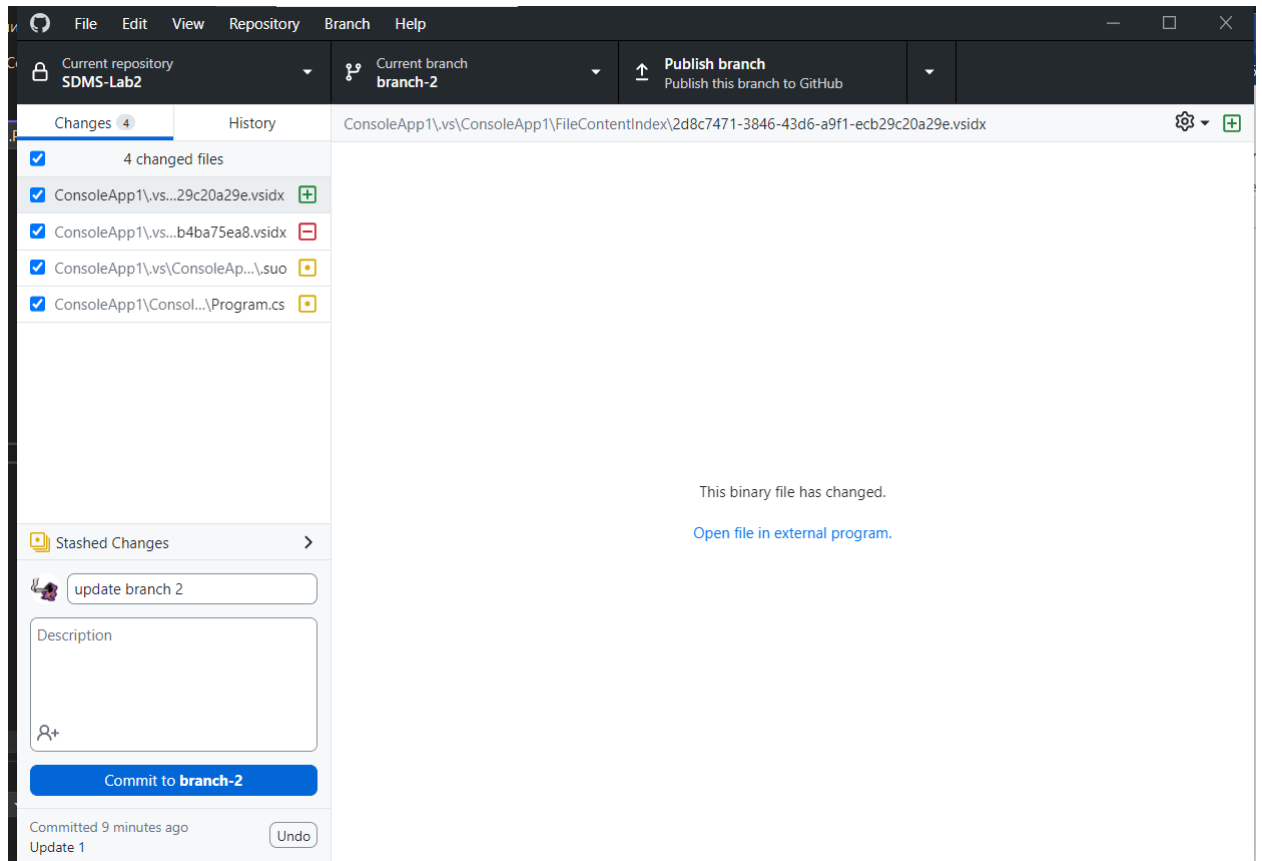 File Edit View Repository Branch Help
Current repository
SDMS-Lab2
Current branch
branch-2
Publish branch
Publish this branch to GitHub
Changes 4 History
ConsoleApp1\.vs\ConsoleApp1\FileContentIndex\2d8c7471-3846-43d6-a9f1-ecb29c20a29e.vsidx
4 changed files
ConsoleApp1\.vs...29c20a29e.vsidx
ConsoleApp1\.vs...b4ba75ea8.vsidx
ConsoleApp1\.vs\ConsoleAp...\.suo
ConsoleApp1\Consol...\Program.cs
This binary file has changed.
Open file in external program.
Stashed Changes
update branch 2
Description
Commit to branch-2
Committed 9 minutes ago
Undo
Update 1